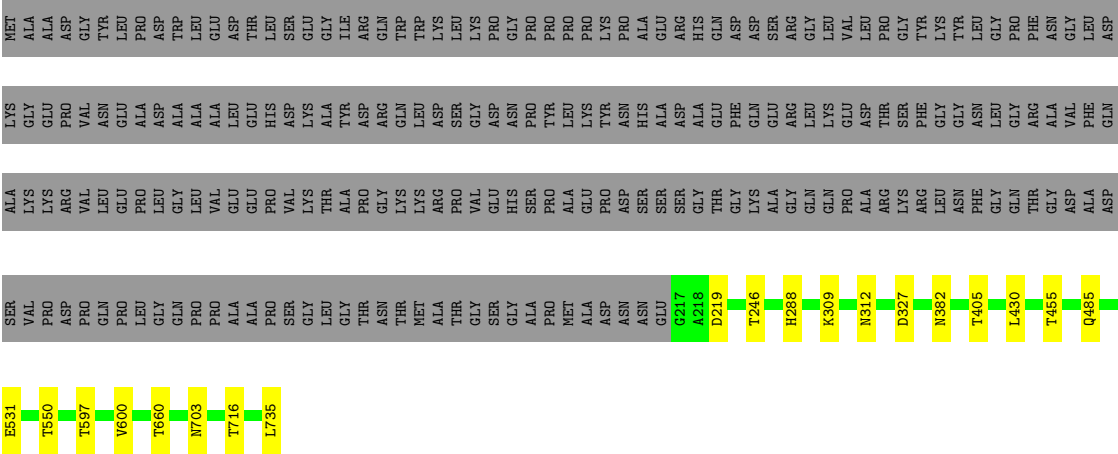 MET ALA ALA ASP GLY TYR LEU PRO ASP TRP LEU GLU ASP THR LEU SER GLU GLY ILE ARG GLN TRP TRP LYS LEU LYS PRO GLY PRO PRO PRO PRO LYS PRO ALA GLU ARG HIS GLN ASP ASP SER ARG GLY LEU VAL LEU PRO GLY TYR LYS TYR LEU GLY PRO PHE ASN GLY LEU ASP
LYS GLY GLU PRO VAL ASN GLU ALA ASP ALA ALA ALA LEU GLU HIS ASP LYS ALA TYR ASP ARG GLN LEU ASP SER GLY ASP ASN PRO TYR LEU LYS TYR ASN HIS ALA ASP ALA GLU PHE GLN GLU ARG LEU LYS GLU ASP THR SER PHE GLY GLY ASN LEU GLY ARG ALA VAL PHE GLN
ALA LYS LYS ARG VAL LEU GLU PRO LEU GLY LEU VAL GLU GLU PRO VAL LYS THR ALA PRO GLY LYS LYS ARG PRO VAL GLU HIS SER PRO ALA GLU PRO ASP SER SER SER GLY THR GLY LYS ALA GLY GLN GLN PRO ALA ARG LYS ARG LEU ASN PHE GLY GLN THR GLY ASP ALA ASP
SER VAL PRO ASP PRO GLN PRO LEU GLY GLN PRO PRO ALA ALA PRO SER GLY LEU GLY THR ASN THR MET ALA THR GLY SER GLY ALA PRO MET ALA ASP ASN ASN GLU G217 A218 D219 T246 H288 K309 N312 D327 N382 T405 L430 T455 Q485
E531 T550 T597 V600 T660 N703 T716 L735